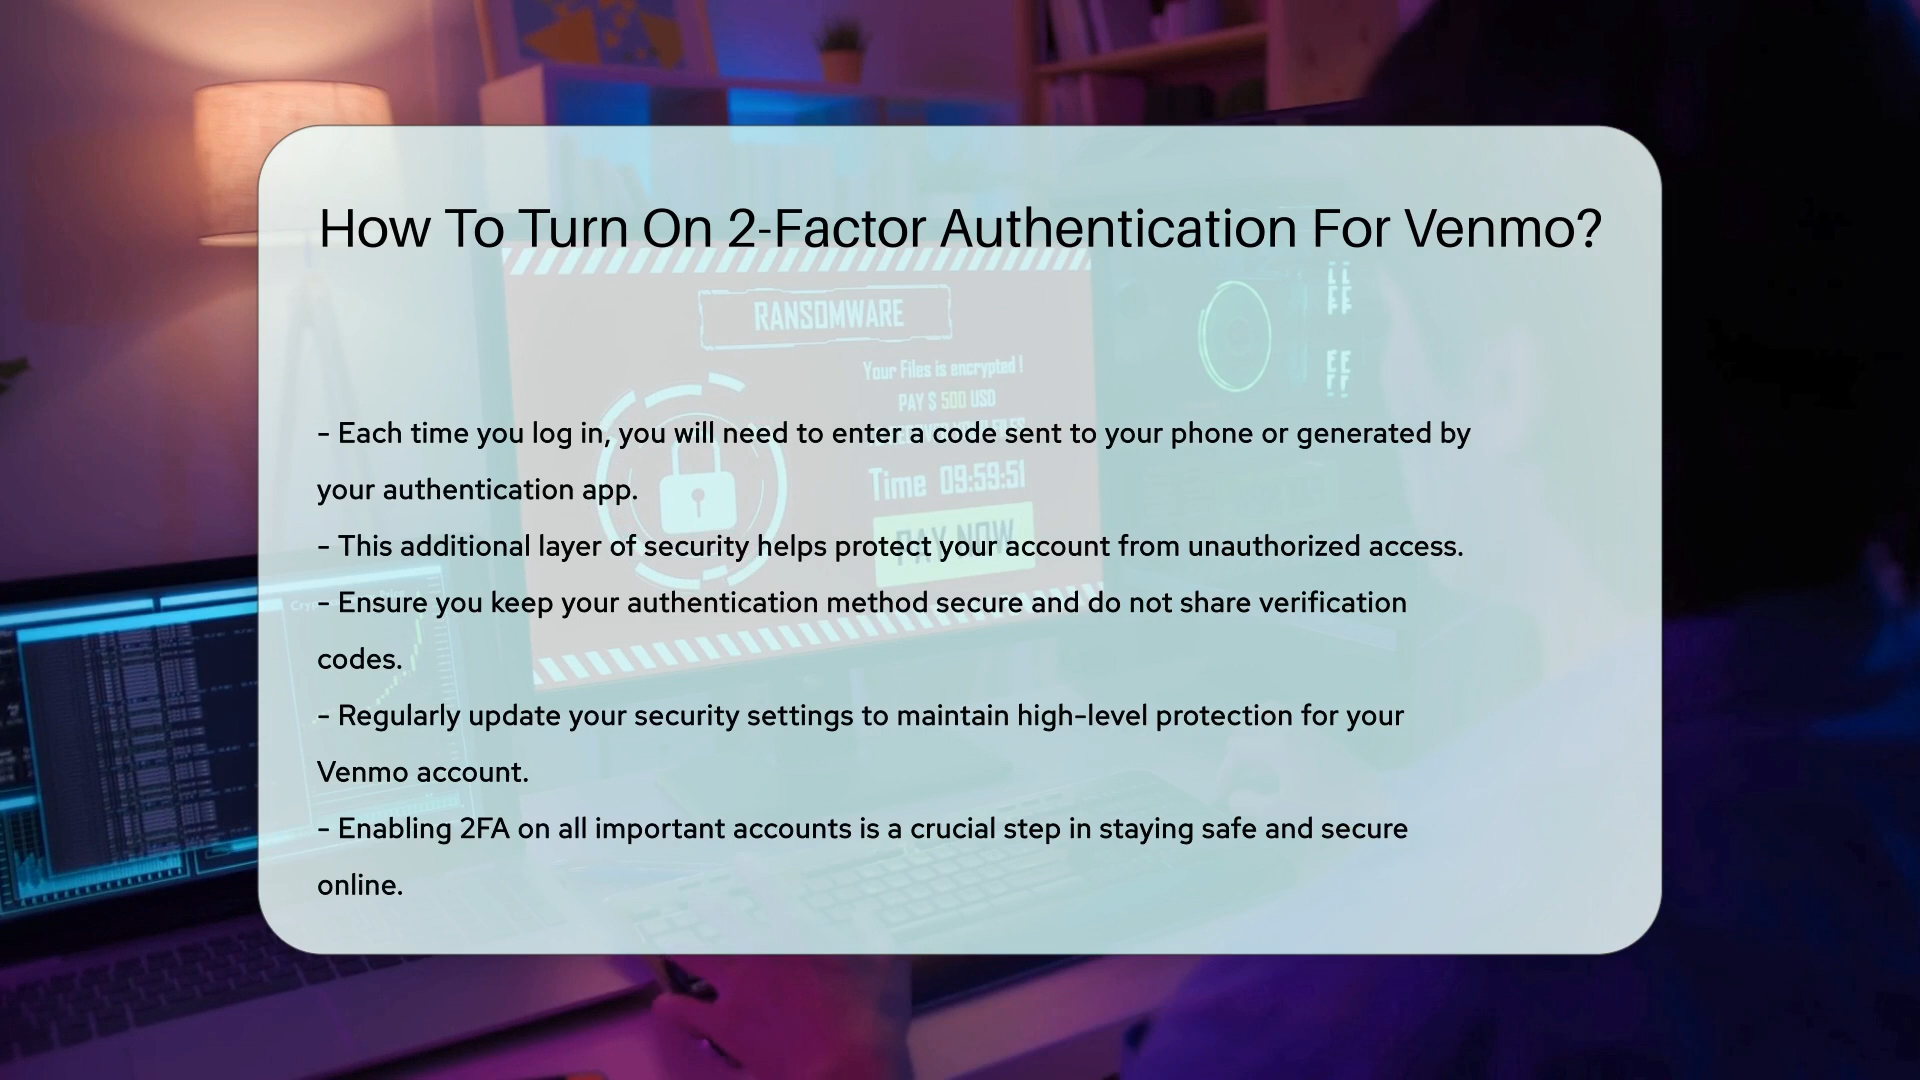 How To Turn On 2-Factor Authentication For Venmo?
RANSOMWARE
Your Files is encrypted !
PAY $ 500 USD
Time 09:59:51
PAY NOW
- Each time you log in, you will need to enter a code sent to your phone or generated by
your authentication app.
- This additional layer of security helps protect your account from unauthorized access.
- Ensure you keep your authentication method secure and do not share verification
codes.
- Regularly update your security settings to maintain high-level protection for your
Venmo account.
- Enabling 2FA on all important accounts is a crucial step in staying safe and secure
online.